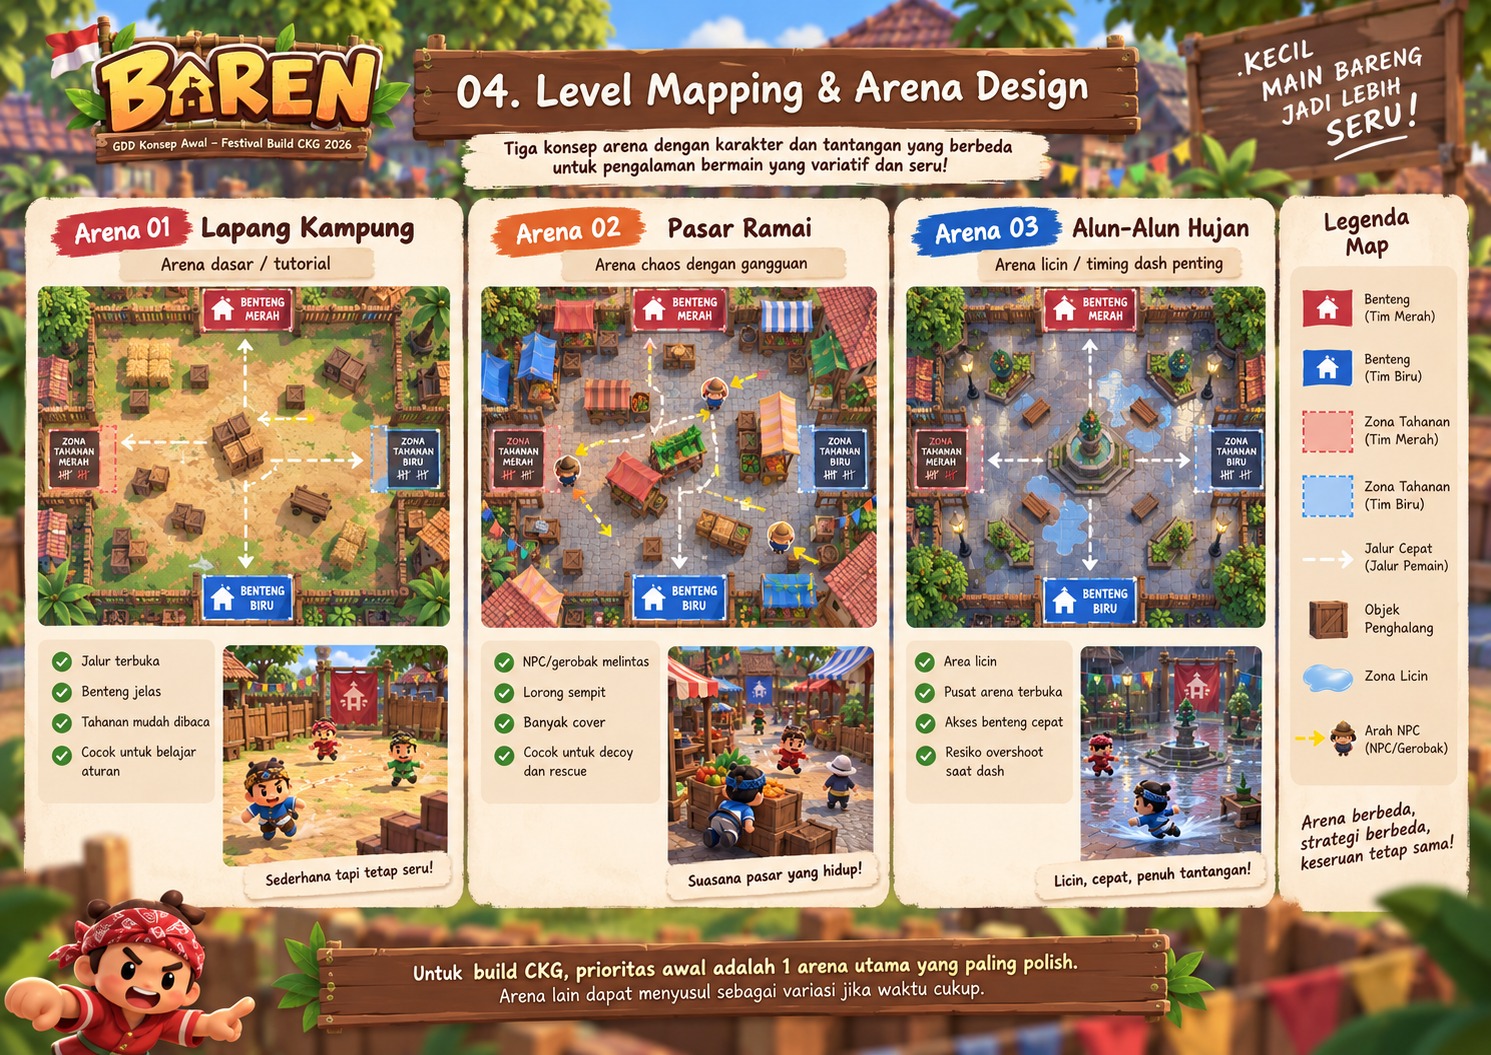 BAREN
GDD Konsep Awal – Festival Build CKG 2026
04. Level Mapping & Arena Design
Tiga konsep arena dengan karakter dan tantangan yang berbeda
untuk pengalaman bermain yang variatif dan seru!
KECIL
MAIN BARENG
JADI LEBIH
SERU!
Arena 01
Lapang Kampung
Arena dasar / tutorial
BENTENG
MERAH
ZONA
TAHANAN
MERAH
ZONA
TAHANAN
BIRU
BENTENG
BIRU
Jalur terbuka
Benteng jelas
Tahanan mudah dibaca
Cocok untuk belajar
aturan
Sederhana tapi tetap seru!
Arena 02
Pasar Ramai
Arena chaos dengan gangguan
BENTENG
MERAH
ZONA
TAHANAN
MERAH
ZONA
TAHANAN
BIRU
BENTENG
BIRU
NPC/gerobak melintas
Lorong sempit
Banyak cover
Cocok untuk decoy
dan rescue
Suasana pasar yang hidup!
Arena 03
Alun-Alun Hujan
Arena licin / timing dash penting
BENTENG
MERAH
ZONA
TAHANAN
MERAH
ZONA
TAHANAN
BIRU
BENTENG
BIRU
Area licin
Pusat arena terbuka
Akses benteng cepat
Resiko overshoot
saat dash
Licin, cepat, penuh tantangan!
Legenda
Map
Benteng
(Tim Merah)
Benteng
(Tim Biru)
Zona Tahanan
(Tim Merah)
Zona Tahanan
(Tim Biru)
Jalur Cepat
(Jalur Pemain)
Objek
Penghalang
Zona Licin
Arah NPC
(NPC/Gerobak)
Arena berbeda,
strategi berbeda,
keseruan tetap sama!
Untuk build CKG, prioritas awal adalah 1 arena utama yang paling polish.
Arena lain dapat menyusul sebagai variasi jika waktu cukup.